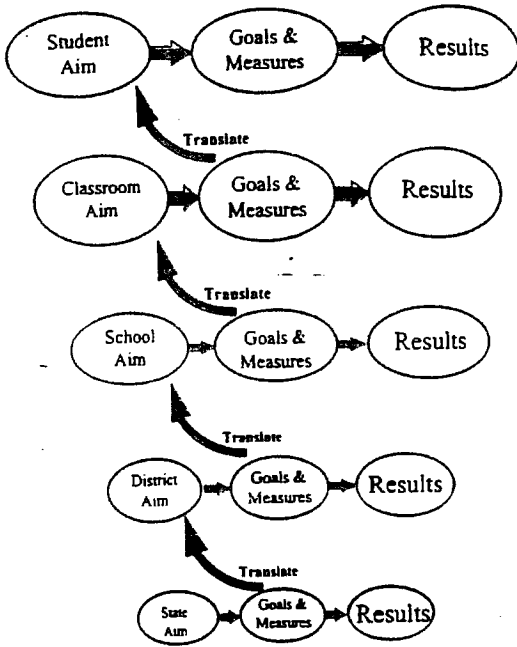 Student
Aim
Goals &
Measures
Results
Translate
Classroom
Aim
Goals &
Measures
Results
Translate
School
Aim
Goals &
Measures
Results
Translate
District
Aim
Goals &
Measures
Results
Translate
State
Aim
Goals &
Measures
Results